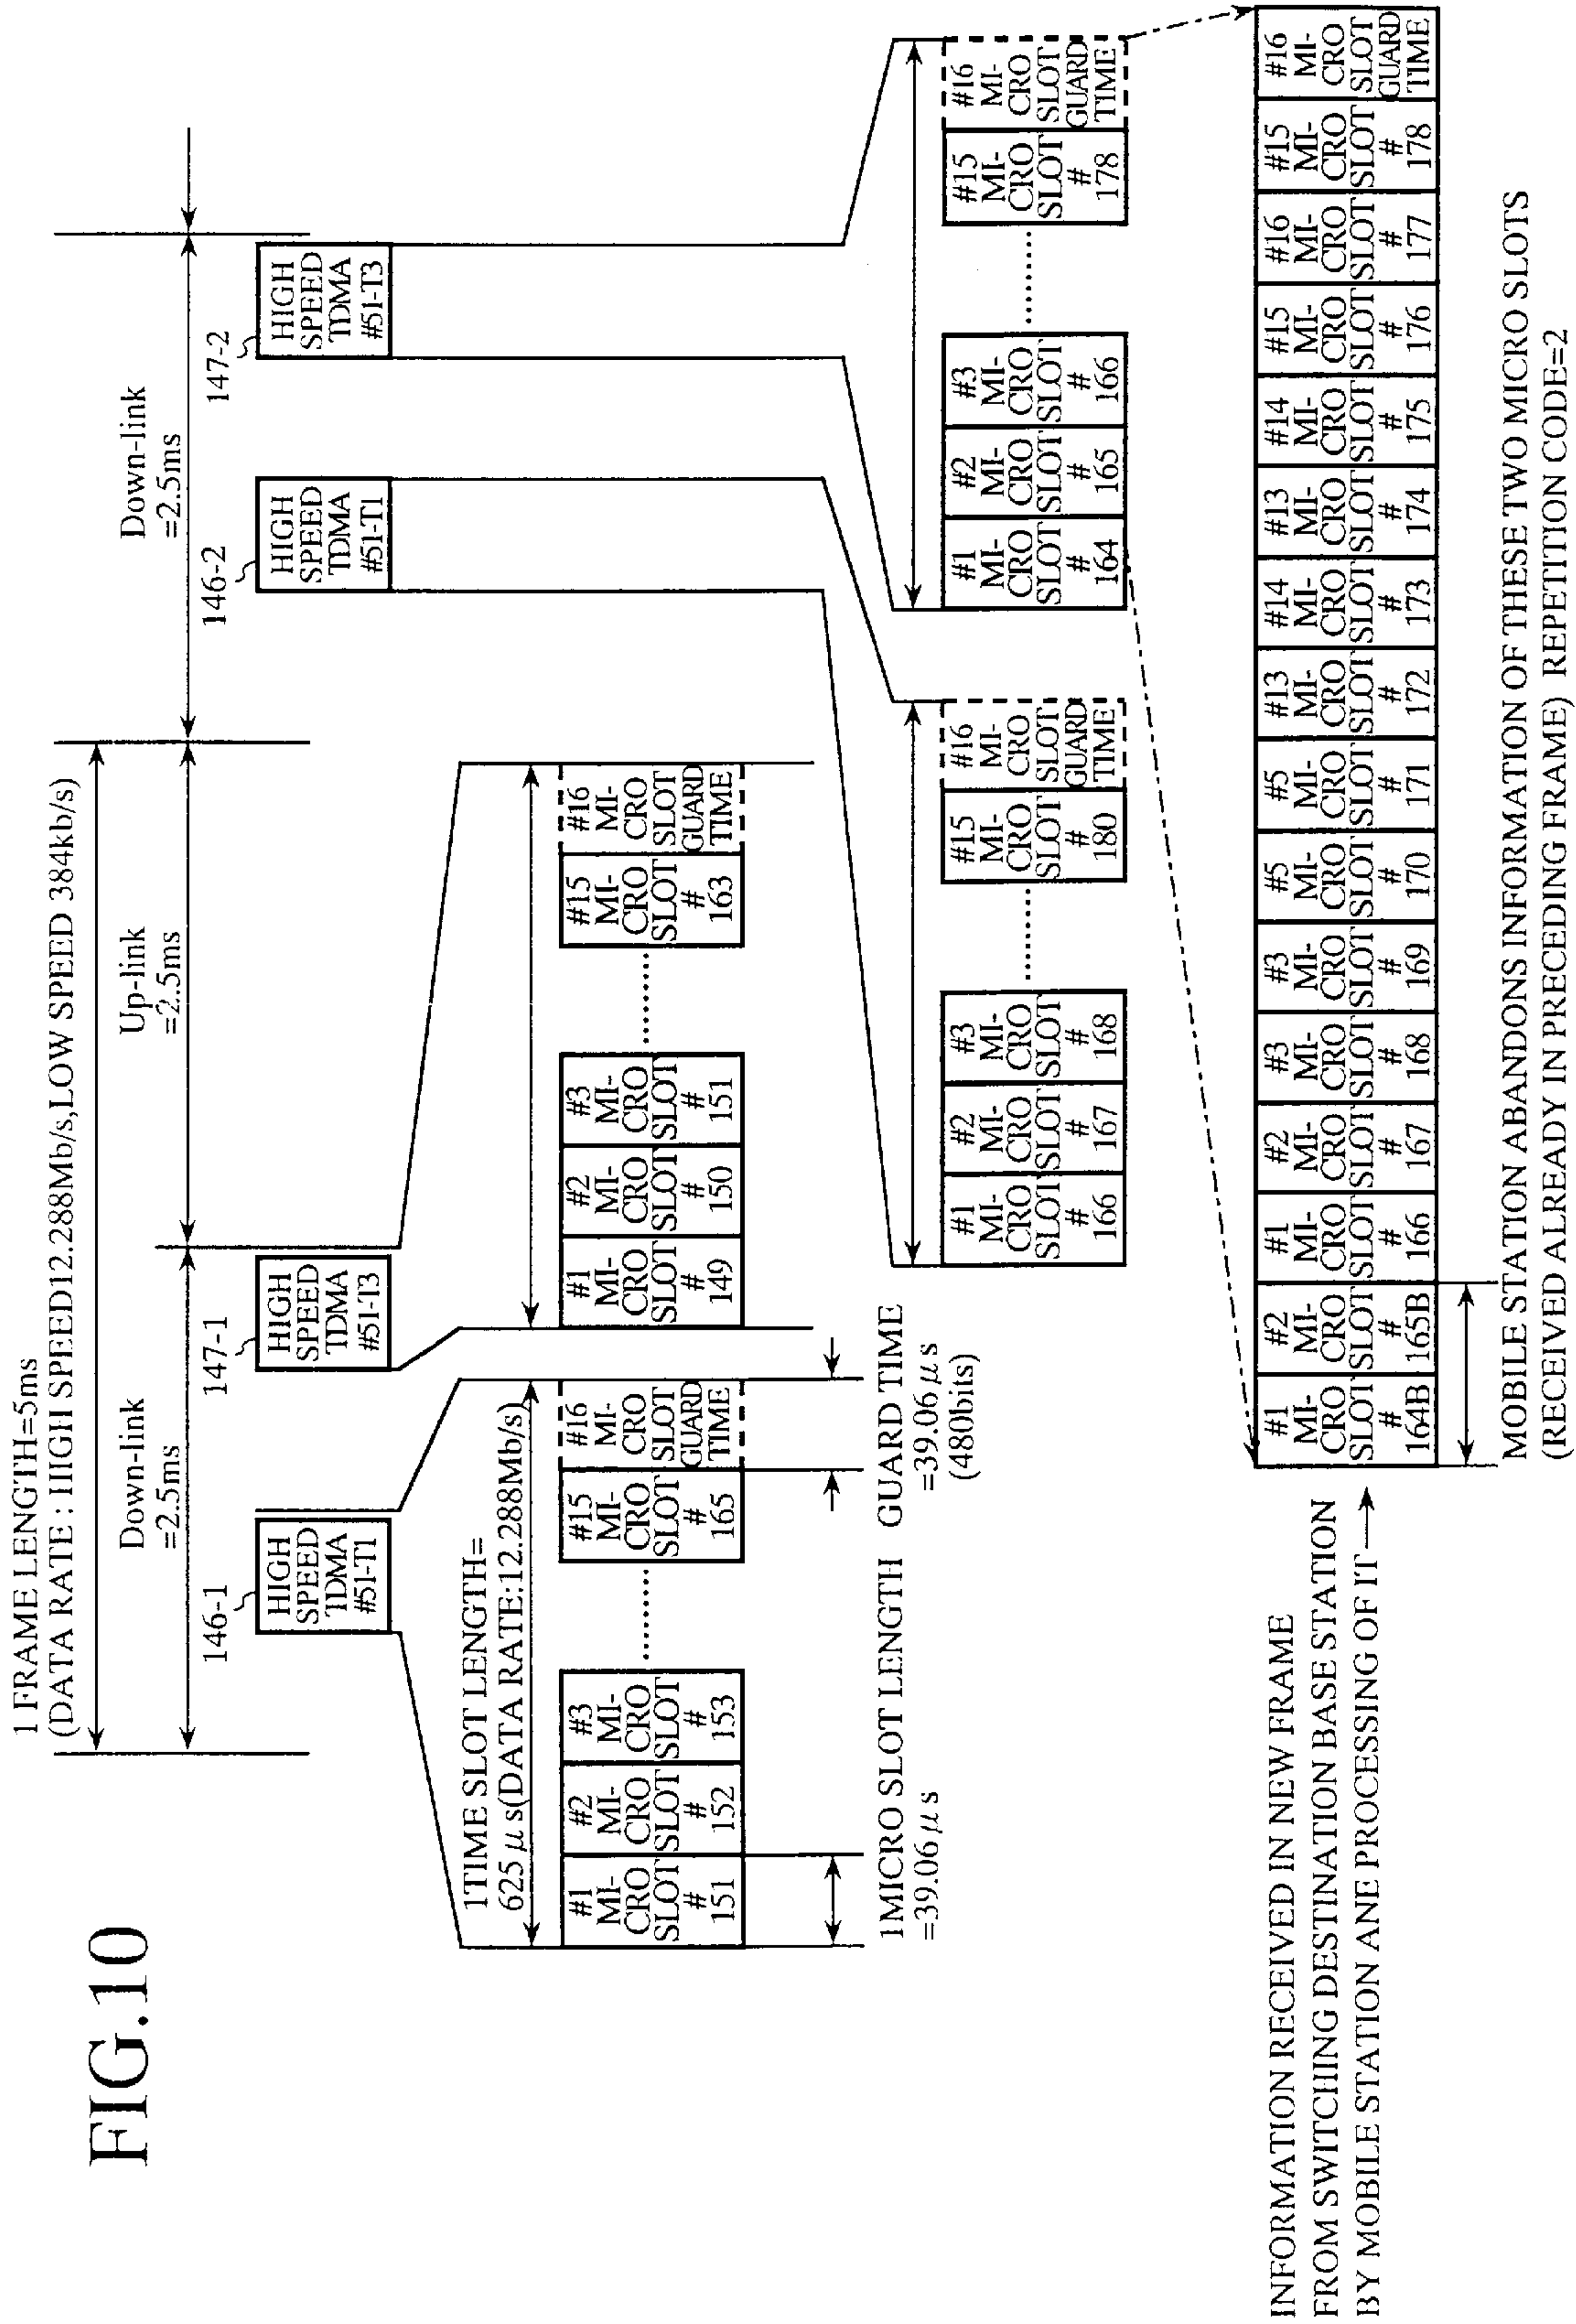 FIG.10
1 FRAME LENGTH=5ms
(DATA RATE : HIGH SPEED12.288Mb/s,LOW SPEED 384kb/s)
Down-link
=2.5ms
Up-link
=2.5ms
Down-link
=2.5ms
146-1
HIGH
SPEED
TDMA
#51-T1
147-1
HIGH
SPEED
TDMA
#51-T3
146-2
HIGH
SPEED
TDMA
#51-T1
147-2
HIGH
SPEED
TDMA
#51-T3
1TIME SLOT LENGTH=
625 μ s(DATA RATE:12.288Mb/s)
#1
MI-
CRO
SLOT
#
151
#2
MI-
CRO
SLOT
#
152
#3
MI-
CRO
SLOT
#
153
........
#15
MI-
CRO
SLOT
#
165
#16
MI-
CRO
SLOT
GUARD
TIME
#1
MI-
CRO
SLOT
#
149
#2
MI-
CRO
SLOT
#
150
#3
MI-
CRO
SLOT
#
151
........
#15
MI-
CRO
SLOT
#
163
#16
MI-
CRO
SLOT
GUARD
TIME
1MICRO SLOT LENGTH
=39.06 μ s
GUARD TIME
=39.06 μ s
(480bits)
#1
MI-
CRO
SLOT
#
166
#2
MI-
CRO
SLOT
#
167
#3
MI-
CRO
SLOT
#
168
........
#15
MI-
CRO
SLOT
#
180
#16
MI-
CRO
SLOT
GUARD
TIME
#1
MI-
CRO
SLOT
#
164
#2
MI-
CRO
SLOT
#
165
#3
MI-
CRO
SLOT
#
166
........
#15
MI-
CRO
SLOT
#
178
#16
MI-
CRO
SLOT
GUARD
TIME
INFORMATION RECEIVED IN NEW FRAME
FROM SWITCHING DESTINATION BASE STATION
BY MOBILE STATION ANE PROCESSING OF IT
#1
MI-
CRO
SLOT
#
164B
#2
MI-
CRO
SLOT
#
165B
#1
MI-
CRO
SLOT
#
166
#2
MI-
CRO
SLOT
#
167
#3
MI-
CRO
SLOT
#
168
#3
MI-
CRO
SLOT
#
169
#5
MI-
CRO
SLOT
#
170
#5
MI-
CRO
SLOT
#
171
#13
MI-
CRO
SLOT
#
172
#14
MI-
CRO
SLOT
#
173
#13
MI-
CRO
SLOT
#
174
#14
MI-
CRO
SLOT
#
175
#15
MI-
CRO
SLOT
#
176
#16
MI-
CRO
SLOT
#
177
#15
MI-
CRO
SLOT
#
178
#16
MI-
CRO
SLOT
GUARD
TIME
MOBILE STATION ABANDONS INFORMATION OF THESE TWO MICRO SLOTS
(RECEIVED ALREADY IN PRECEDING FRAME) REPETITION CODE=2